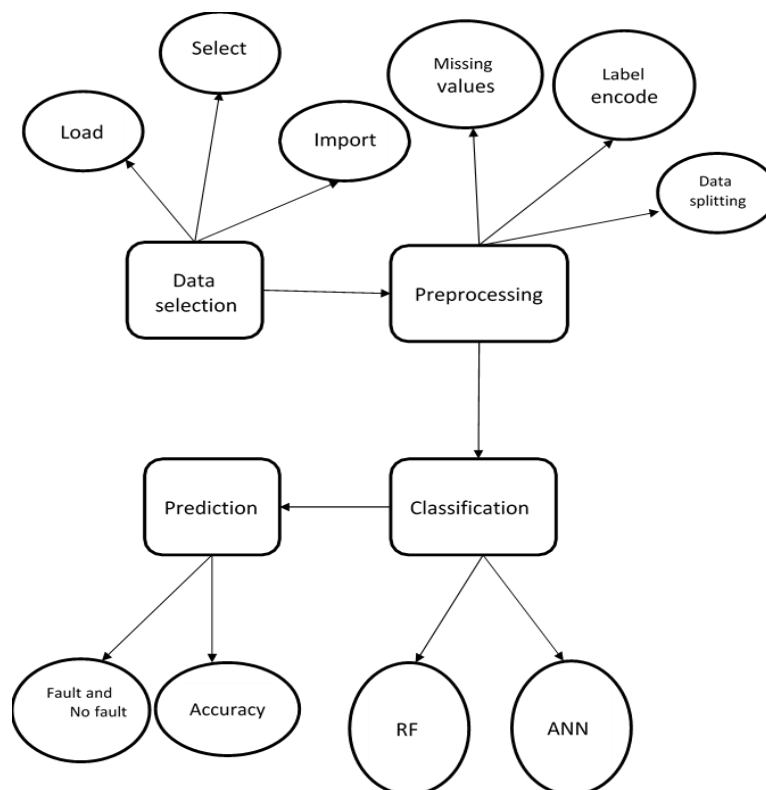 Select
Load
Import
Missing
values
Label
encode
Data
splitting
Data
selection
Preprocessing
Prediction
Classification
Fault and
No fault
Accuracy
RF
ANN